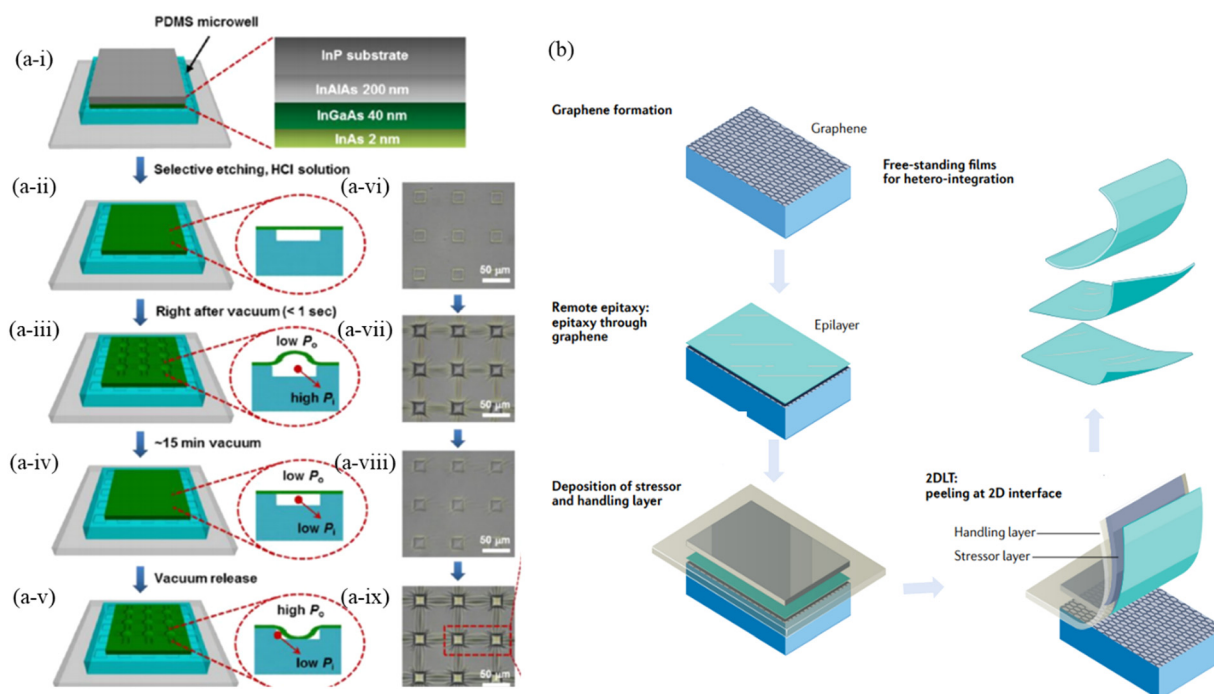 PDMS microwell
(a-i)
InP substrate
InAlAs 200 nm
InGaAs 40 nm
InAs 2 nm
Selective etching, HCl solution
(a-ii)
(a-vi)
50 µm
Right after vacuum (< 1 sec)
(a-iii)
low Po
high Pi
(a-vii)
50 µm
~15 min vacuum
(a-iv)
low Po
low Pi
(a-viii)
50 µm
Vacuum release
(a-v)
high Po
low Pi
(a-ix)
50 µm
(b)
Graphene formation
Graphene
Free-standing films
for hetero-integration
Remote epitaxy:
epitaxy through
graphene
Epilayer
Deposition of stressor
and handling layer
2DLT:
peeling at 2D interface
Handling layer
Stressor layer